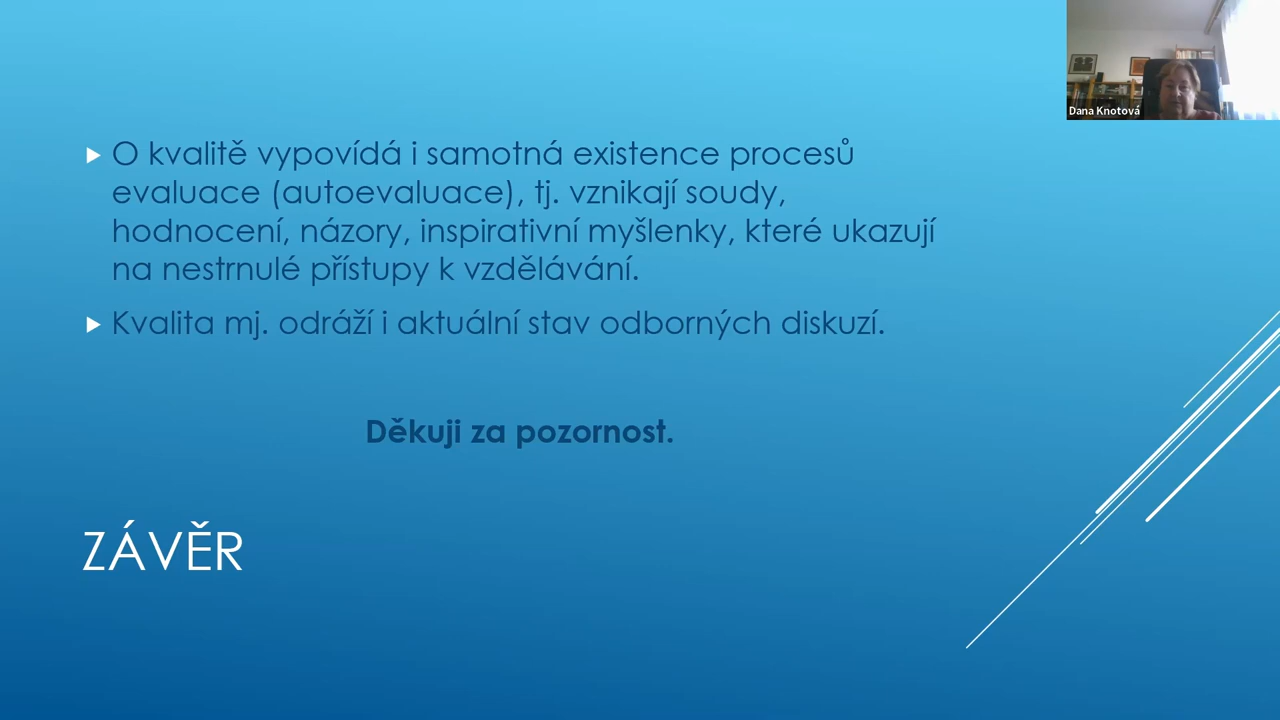 Dana Knotová
O kvalitě vypovídá i samotná existence procesů
evaluace (autoevaluace), tj. vznikají soudy,
hodnocení, názory, inspirativní myšlenky, které ukazují
na nestrnulé přístupy k vzdělávání.
Kvalita mj. odráží i aktuální stav odborných diskuzí.
Děkuji za pozornost.
ZÁVĚR